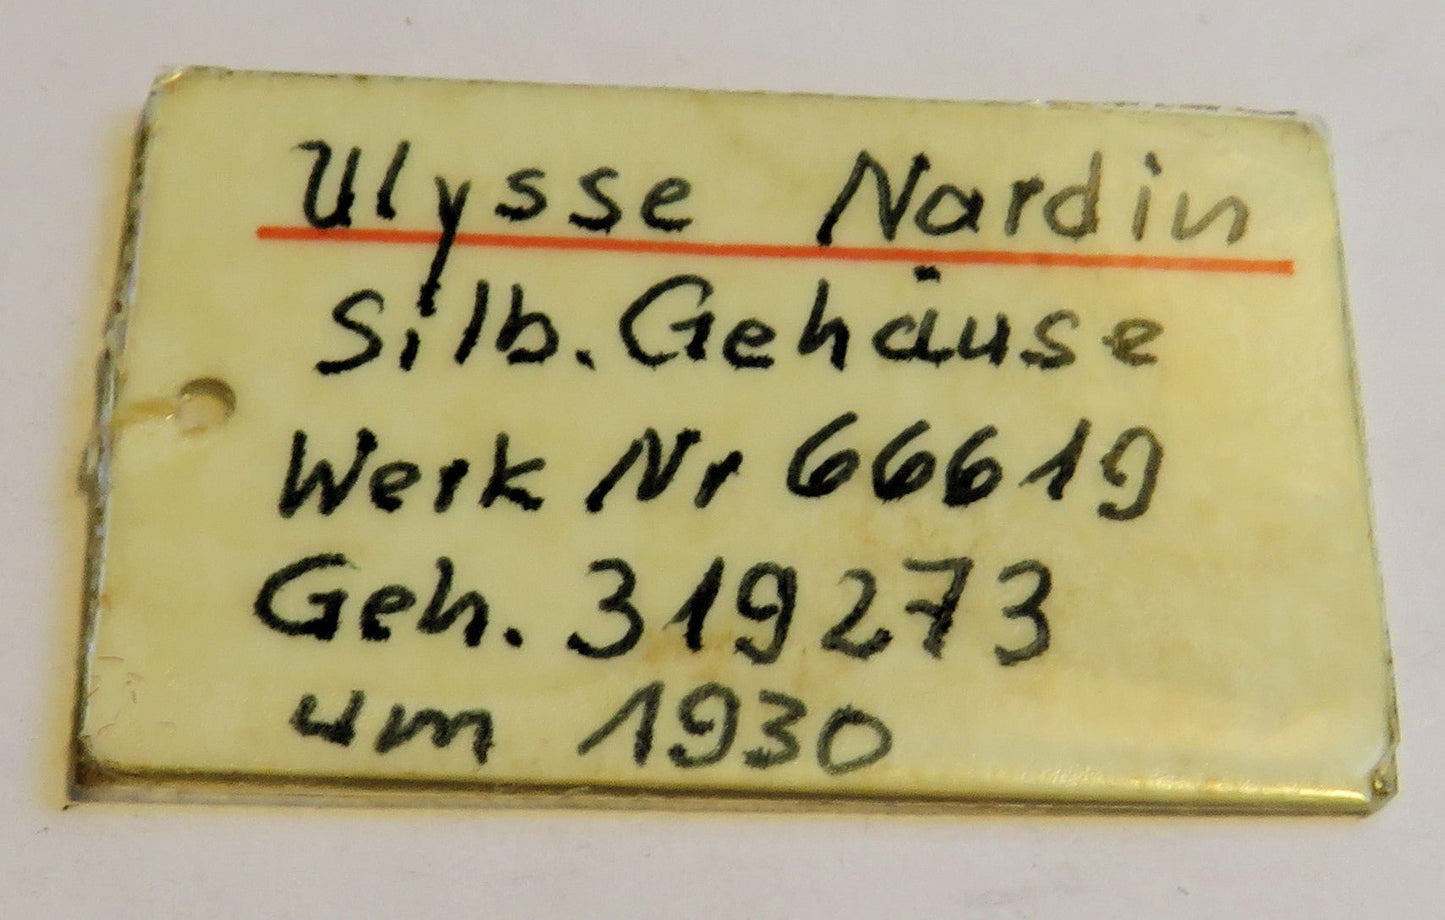 Ulysse Nardin
Silb. Gehäuse
Werk Nr 66619
Geh. 319273
um 1930